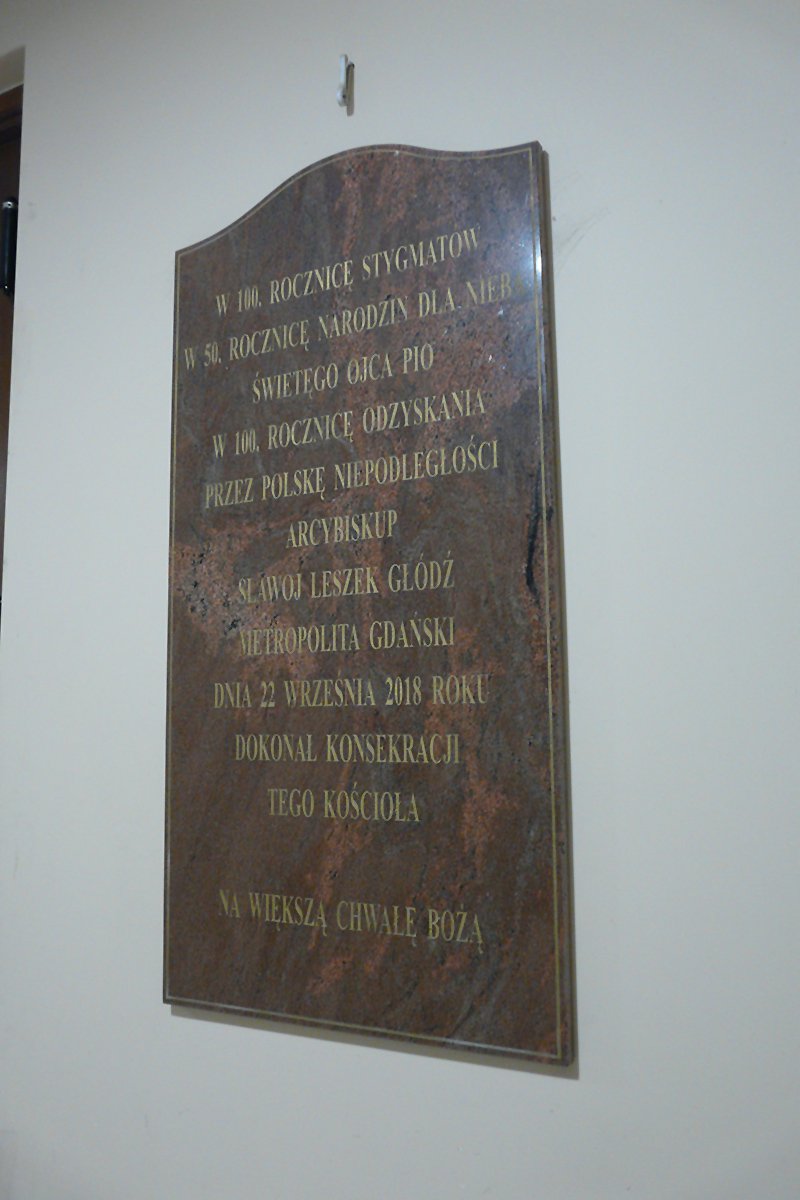 W 100. ROCZNICĘ STYGMATÓW
W 50. ROCZNICĘ NARODZIN DLA NIEBA
ŚWIETĘGO OJCA PIO
W 100. ROCZNICĘ ODZYSKANIA
PRZEZ POLSKĘ NIEPODLEGŁOŚCI
ARCYBISKUP
SŁAWOJ LESZEK GŁÓDŹ
METROPOLITA GDAŃSKI
DNIA 22 WRZEŚNIA 2018 ROKU
DOKONAŁ KONSEKRACJI
TEGO KOŚCIOŁA
NA WIĘKSZĄ CHWAŁĘ BOŻĄ